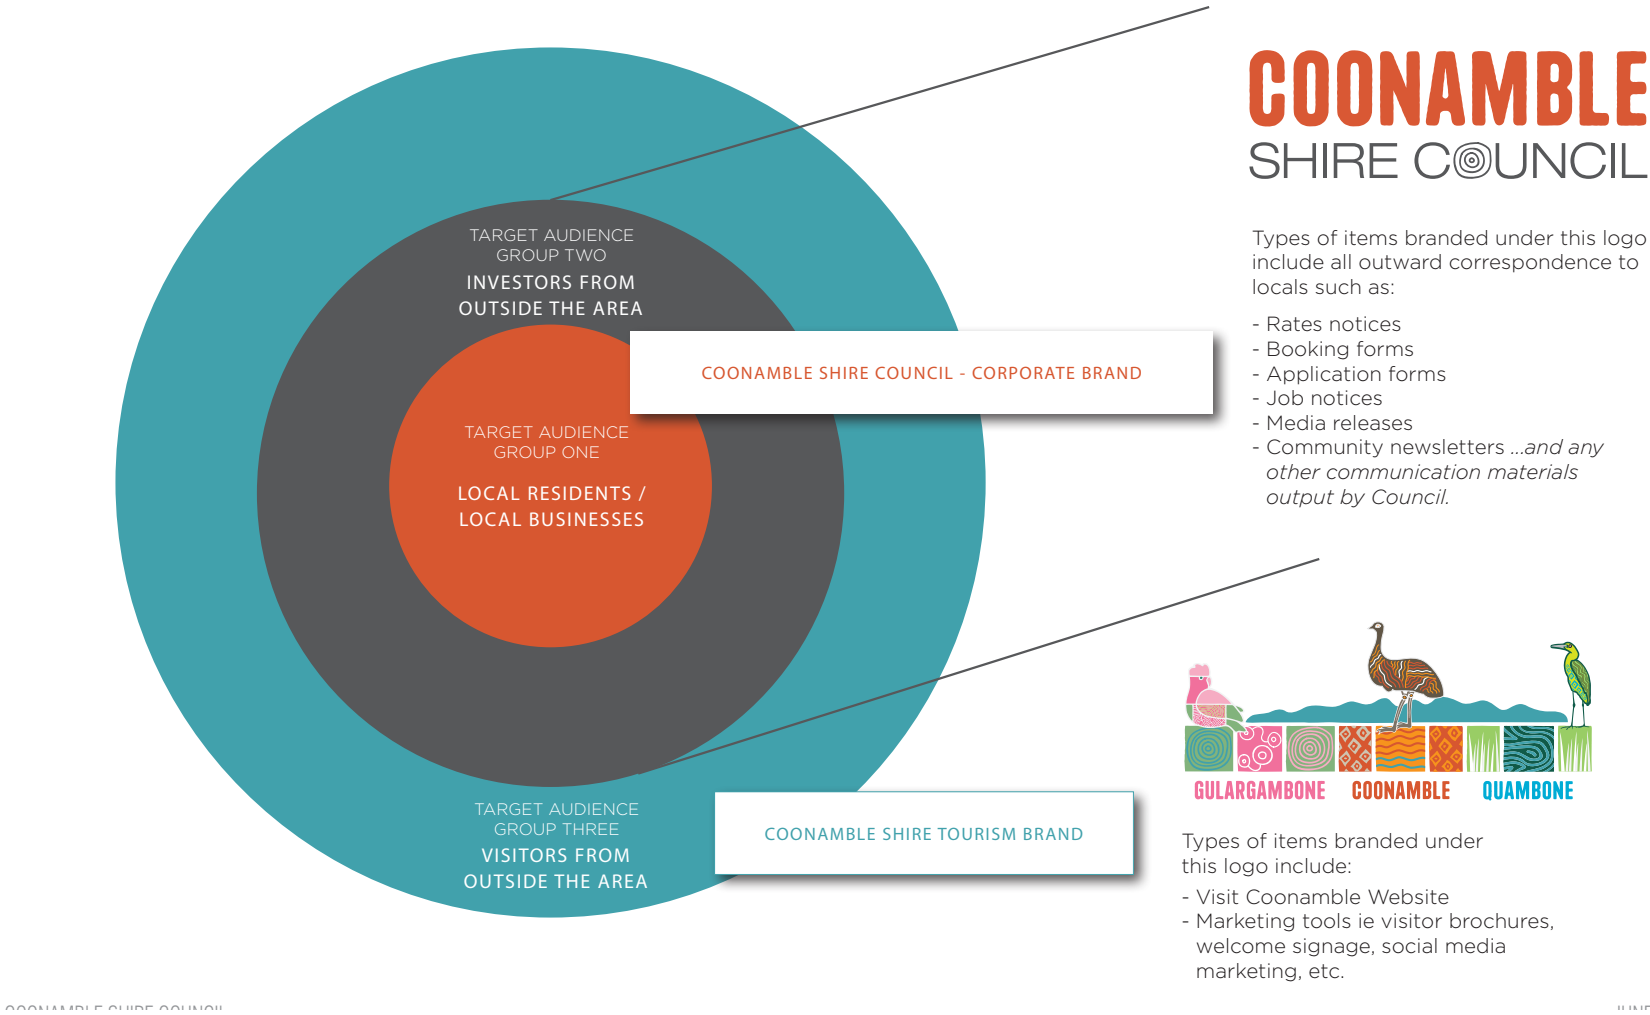 COONAMBLE
SHIRE COUNCIL
Types of items branded under this logo
include all outward correspondence to
locals such as:
- Rates notices
- Booking forms
- Application forms
- Job notices
- Media releases
- Community newsletters ...and any
other communication materials
output by Council.
TARGET AUDIENCE
GROUP TWO
INVESTORS FROM
OUTSIDE THE AREA
COONAMBLE SHIRE COUNCIL - CORPORATE BRAND
TARGET AUDIENCE
GROUP ONE
LOCAL RESIDENTS /
LOCAL BUSINESSES
TARGET AUDIENCE
GROUP THREE
VISITORS FROM
OUTSIDE THE AREA
COONAMBLE SHIRE TOURISM BRAND
GULARGAMBONE COONAMBLE QUAMBONE
Types of items branded under
this logo include:
- Visit Coonamble Website
- Marketing tools ie visitor brochures,
welcome signage, social media
marketing, etc.
COONAMBLE SHIRE COUNCIL
JUNE